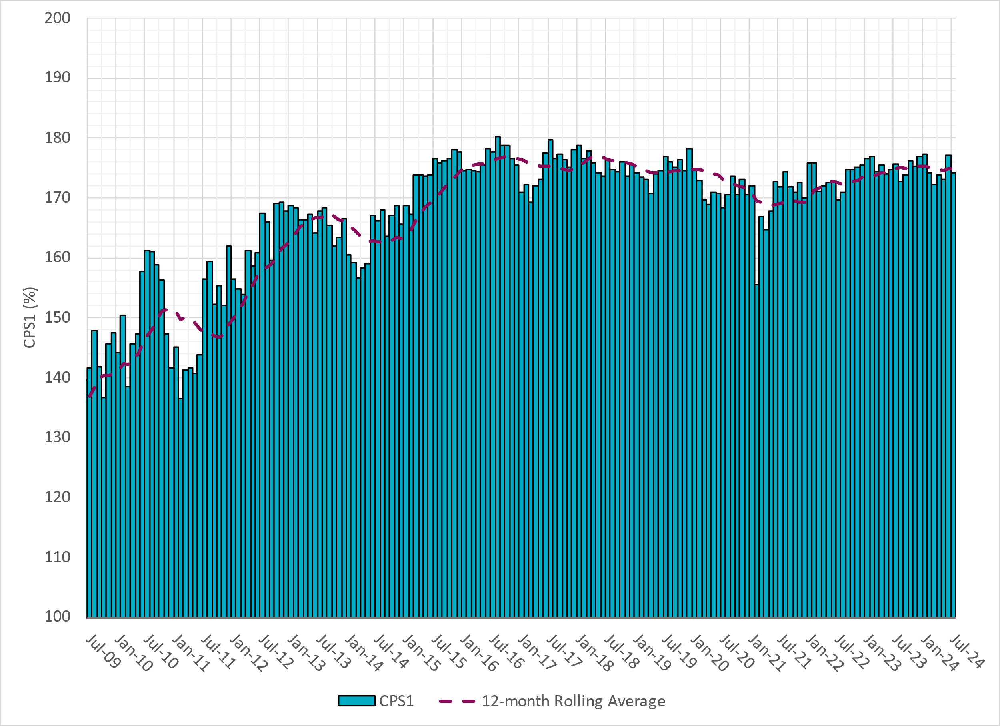 200
190
180
170
160
150
140
130
120
110
100
CPS1 (%)
Jul-09
Jan-10
Jul-10
Jan-11
Jul-11
Jan-12
Jul-12
Jan-13
Jul-13
Jan-14
Jul-14
Jan-15
Jul-15
Jan-16
Jul-16
Jan-17
Jul-17
Jan-18
Jul-18
Jan-19
Jul-19
Jan-20
Jul-20
Jan-21
Jul-21
Jan-22
Jul-22
Jan-23
Jul-23
Jan-24
Jul-24
CPS1
12-month Rolling Average